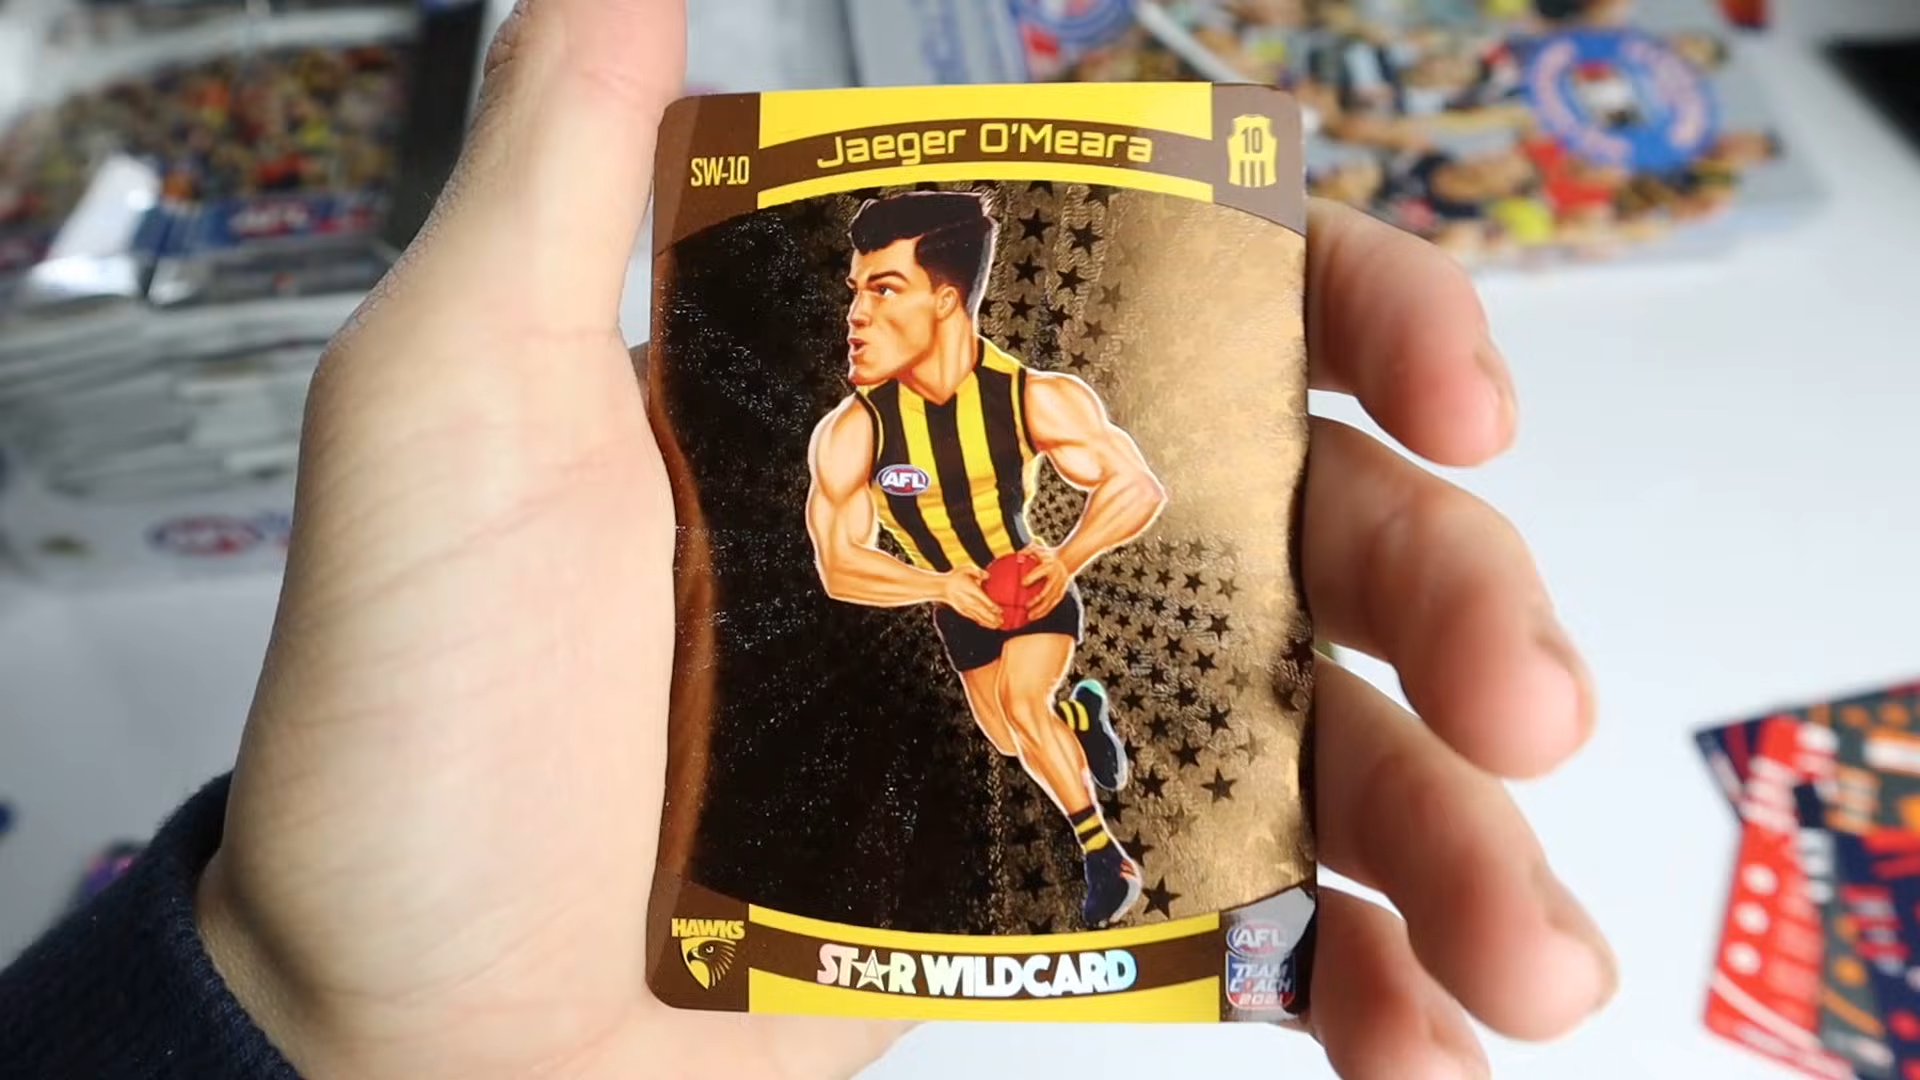 Jaeger O'Meara
SW-10
10
AFL
HAWKS
STAR WILDCARD
AFL
TEAM
COACH
2021